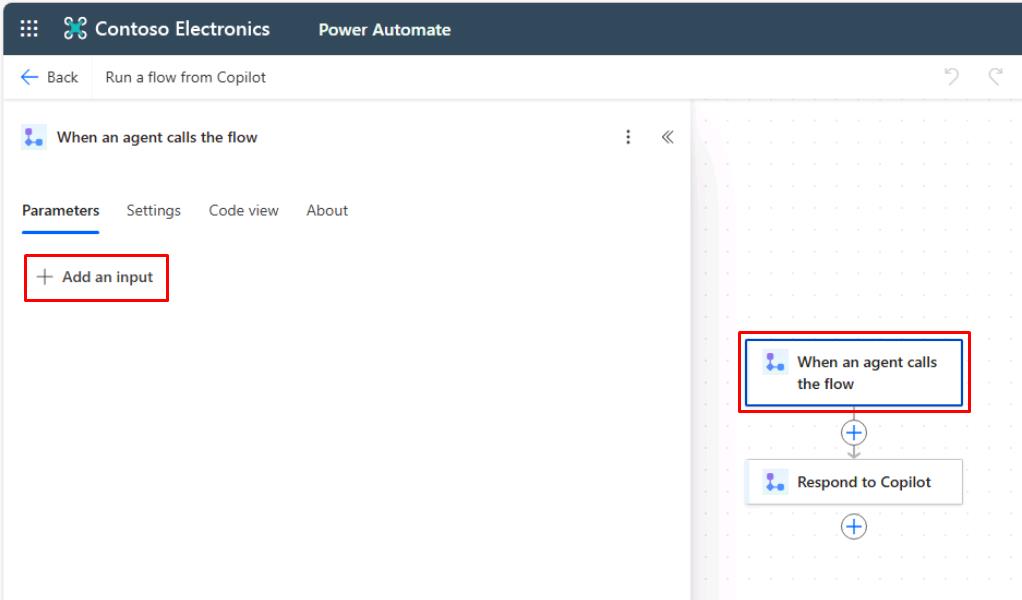 Contoso Electronics Power Automate
Back Run a flow from Copilot
When an agent calls the flow
Parameters Settings Code view About
Add an input
When an agent calls
the flow
Respond to Copilot